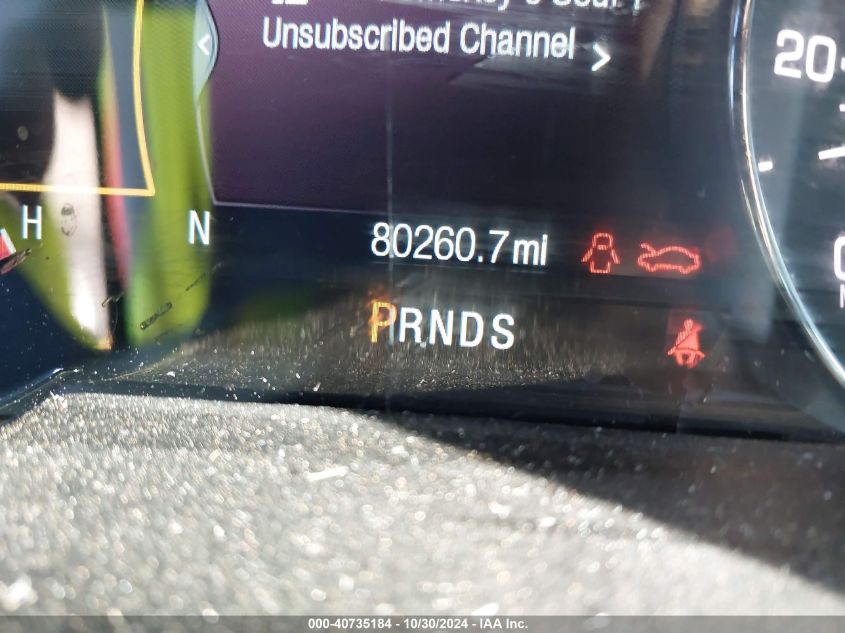 Unsubscribed Channel >
20
H
N
80260.7mi
PRNDS
000-40735184 - 10/30/2024 - IAA Inc.